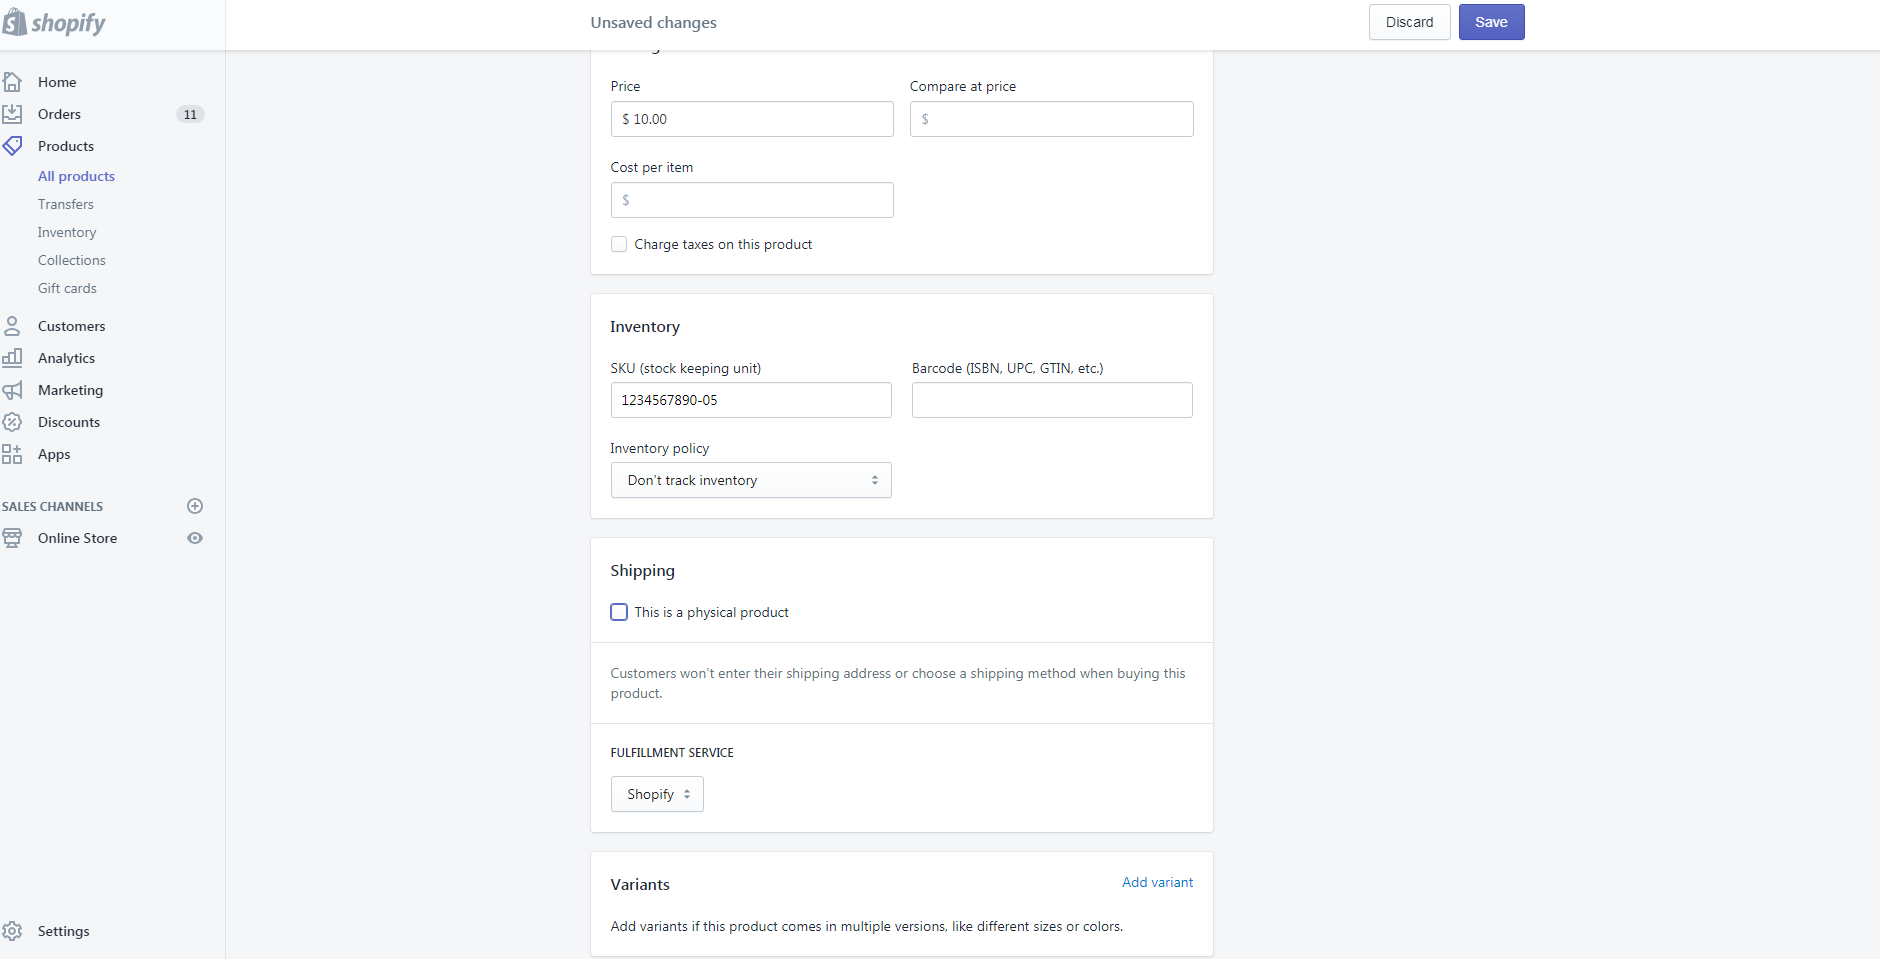 shopify
Unsaved changes
Discard
Save
Home
Orders
11
Products
All products
Transfers
Inventory
Collections
Gift cards
Customers
Analytics
Marketing
Discounts
Apps
SALES CHANNELS
Online Store
Settings
Price
Compare at price
$ 10.00
$
Cost per item
$
Charge taxes on this product
Inventory
SKU (stock keeping unit)
Barcode (ISBN, UPC, GTIN, etc.)
1234567890-05
Inventory policy
Don't track inventory
Shipping
This is a physical product
Customers won't enter their shipping address or choose a shipping method when buying this
product.
FULFILLMENT SERVICE
Shopify
Variants
Add variant
Add variants if this product comes in multiple versions, like different sizes or colors.